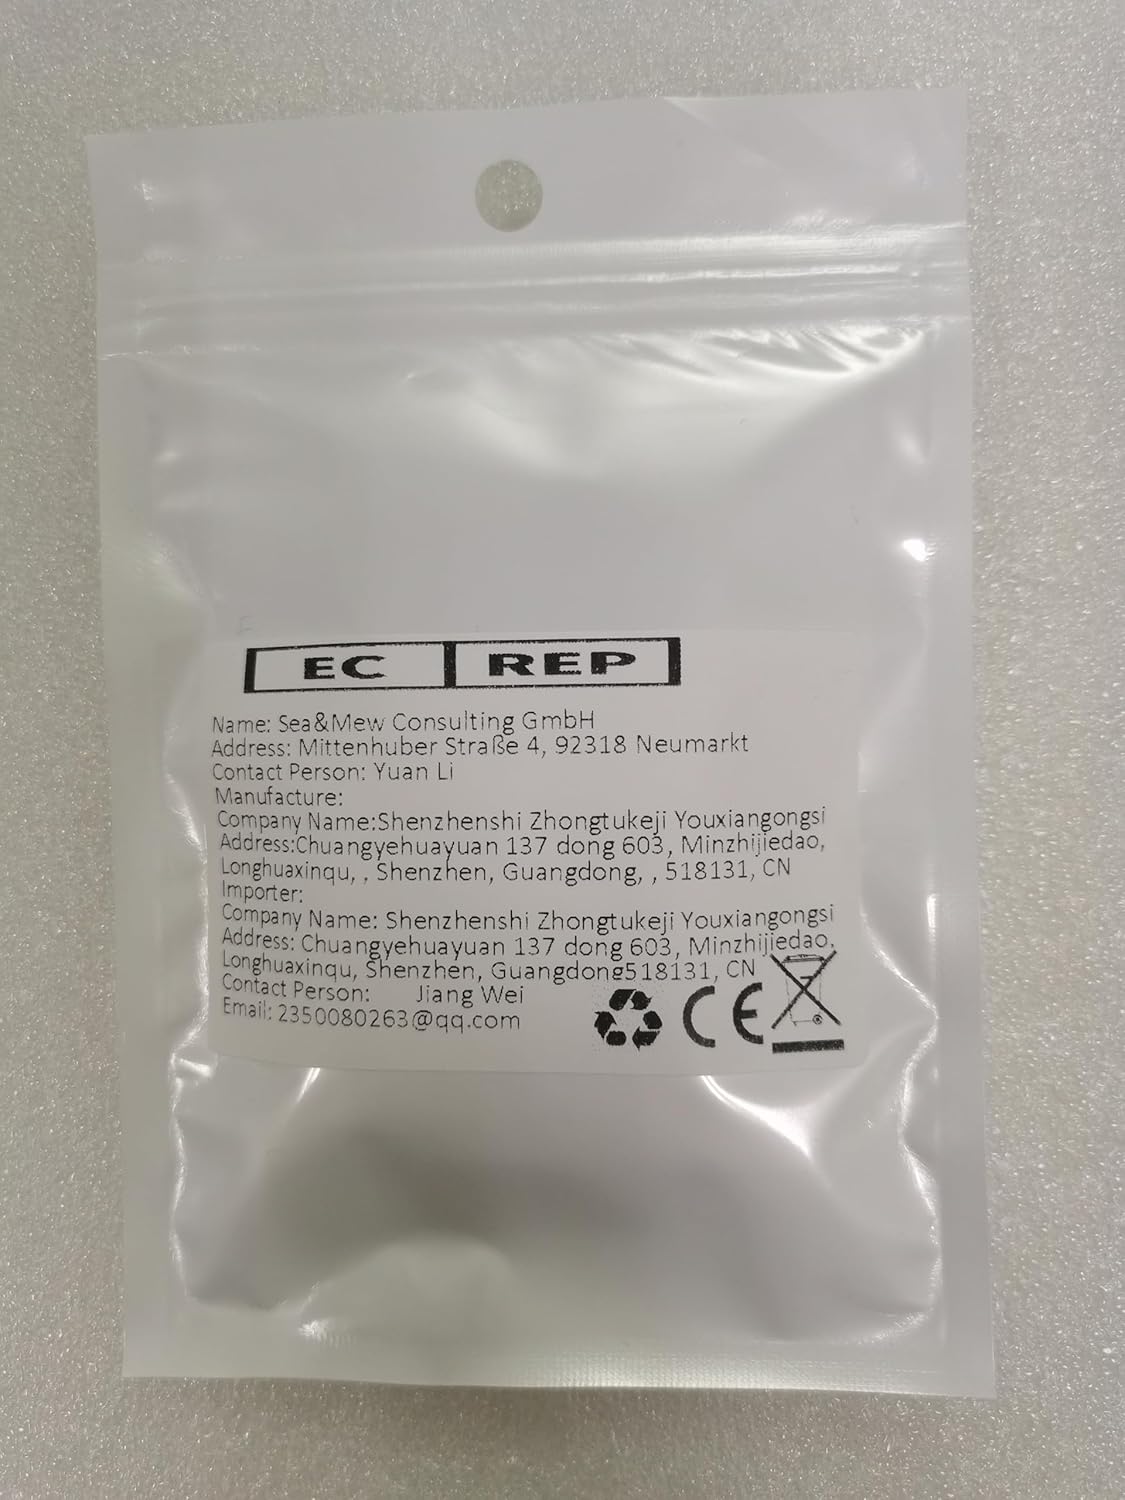 EC REP
Name: Sea&Mew Consulting GmbH
Address: Mittenhuber Straße 4, 92318 Neumarkt
Contact Person: Yuan Li
Manufacture:
Company Name:Shenzhenshi Zhongtukeji Youxiangongsi
Address:Chuangyehuayuan 137 dong 603, Minzhijiedao,
Longhuaxinqu, , Shenzhen, Guangdong, , 518131, CN
Importer:
Company Name: Shenzhenshi Zhongtukeji Youxiangongsi
Address: Chuangyehuayuan 137 dong 603, Minzhijiedao,
Longhuaxinqu, Shenzhen, Guangdong518131, CN
Contact Person: Jiang Wei
Email: 2350080263@qq.com
CE